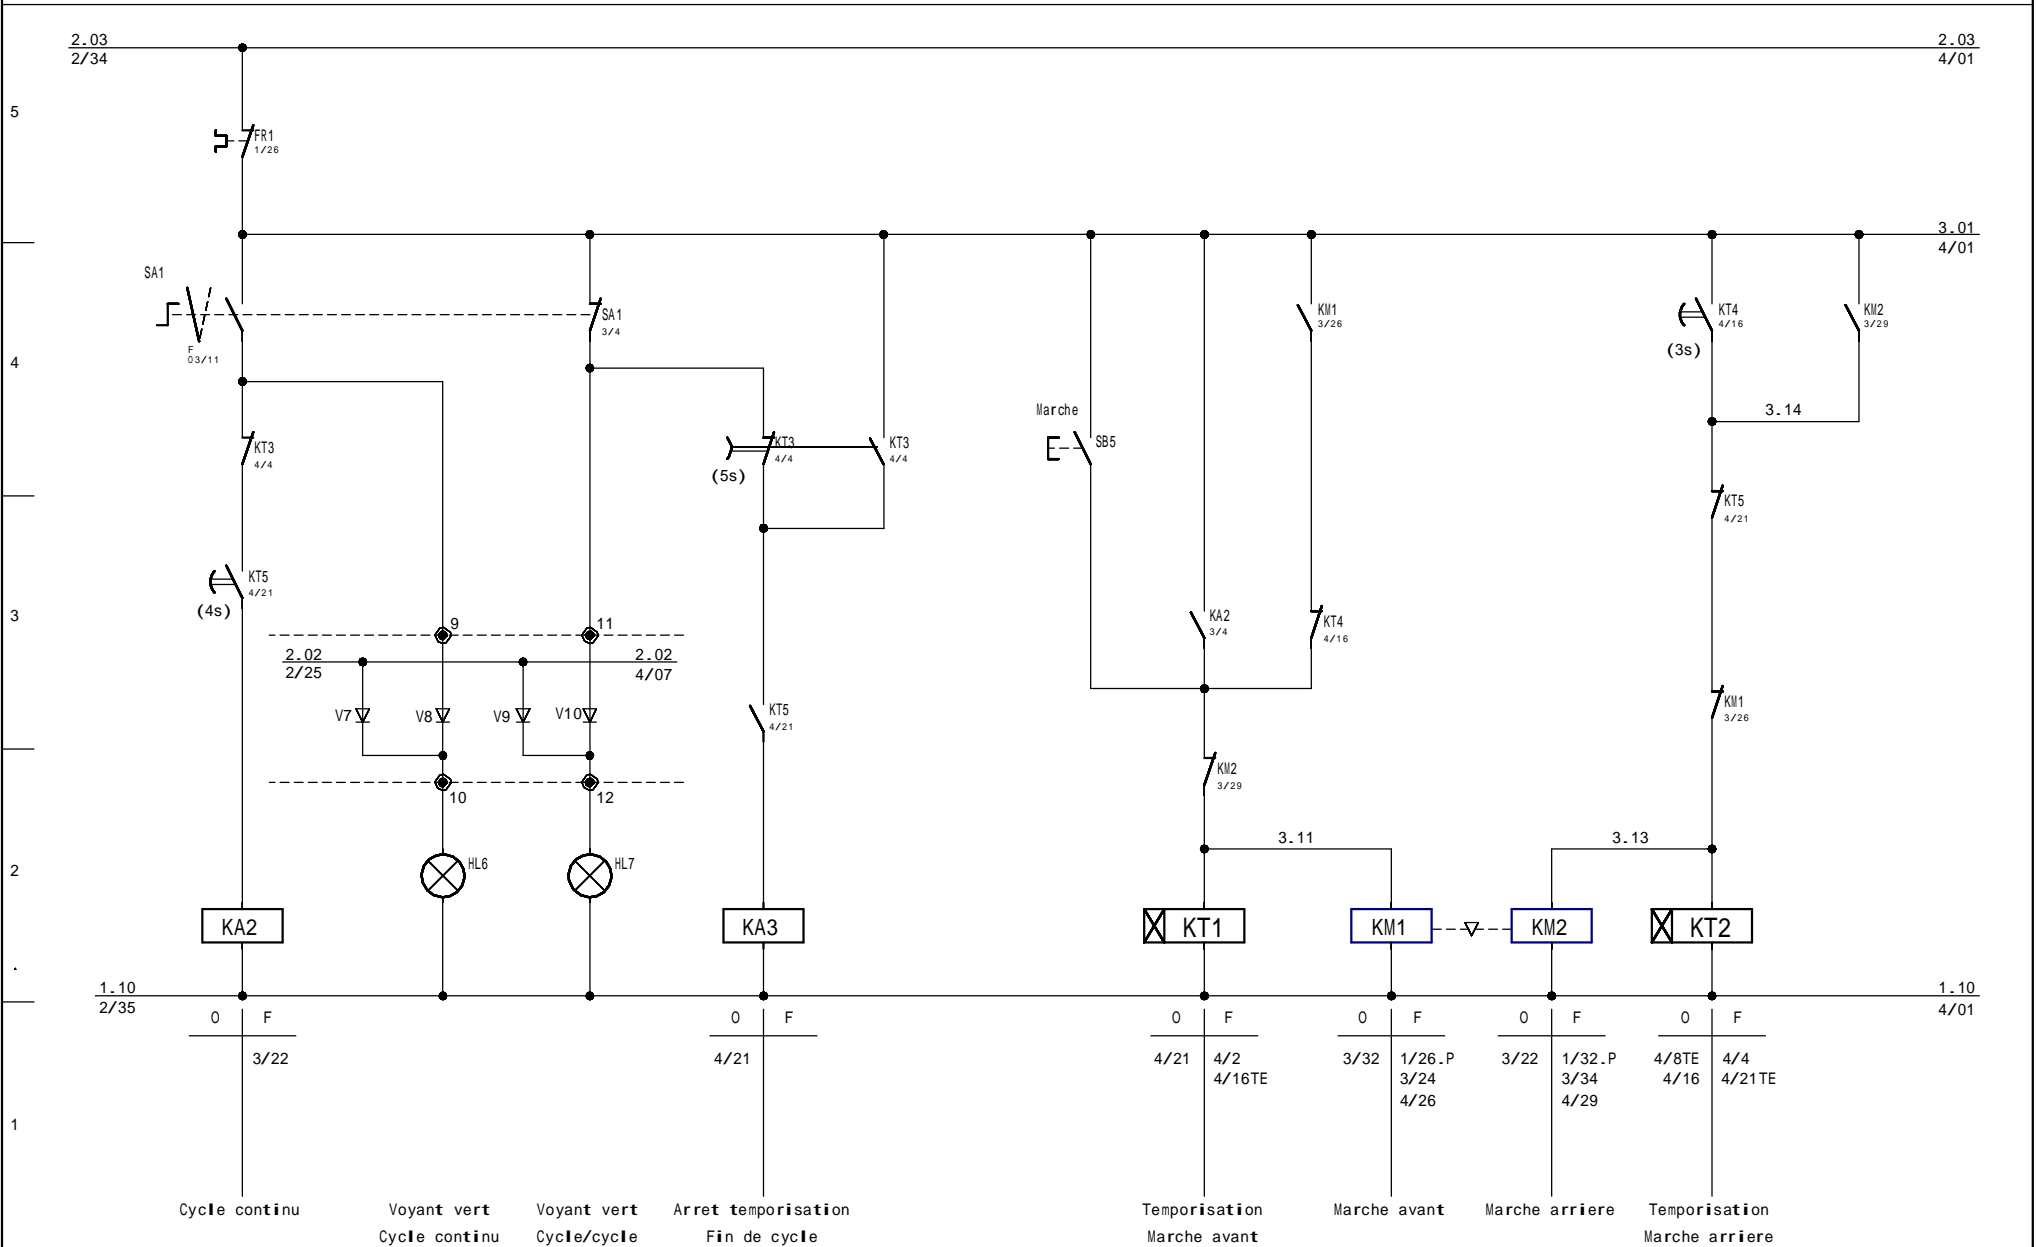 2.03
2/34
2.03
4/01
5
FR1
1/26
3.01
4/01
SA1
F
03/11
SA1
3/4
KM1
3/26
KT4
4/16
(3s)
KM2
3/29
4
Marche
3.14
KT3
4/4
KT3
4/4
(5s)
KT3
4/4
SB5
KT5
4/21
KT5
4/21
(4s)
3
9
11
KA2
3/4
KT4
4/16
2.02
2/25
2.02
4/07
V7
V8
V9
V10
KT5
4/21
KM1
3/26
KM2
3/29
10
12
3.11
3.13
2
HL6
HL7
KA2
KA3
KT1
KM1
KM2
KT2
1.10
2/35
1.10
4/01
O F
O F
O F
O F
O F
O F
3/22
4/21
4/21 4/2
4/16TE
3/32 1/26.P
3/24
4/26
3/22 1/32.P
3/34
4/29
4/8TE 4/4
4/16 4/21TE
1
Cycle continu
Voyant vert
Cycle continu
Voyant vert
Cycle/cycle
Arret temporisation
Fin de cycle
Temporisation
Marche avant
Marche avant
Marche arriere
Temporisation
Marche arriere